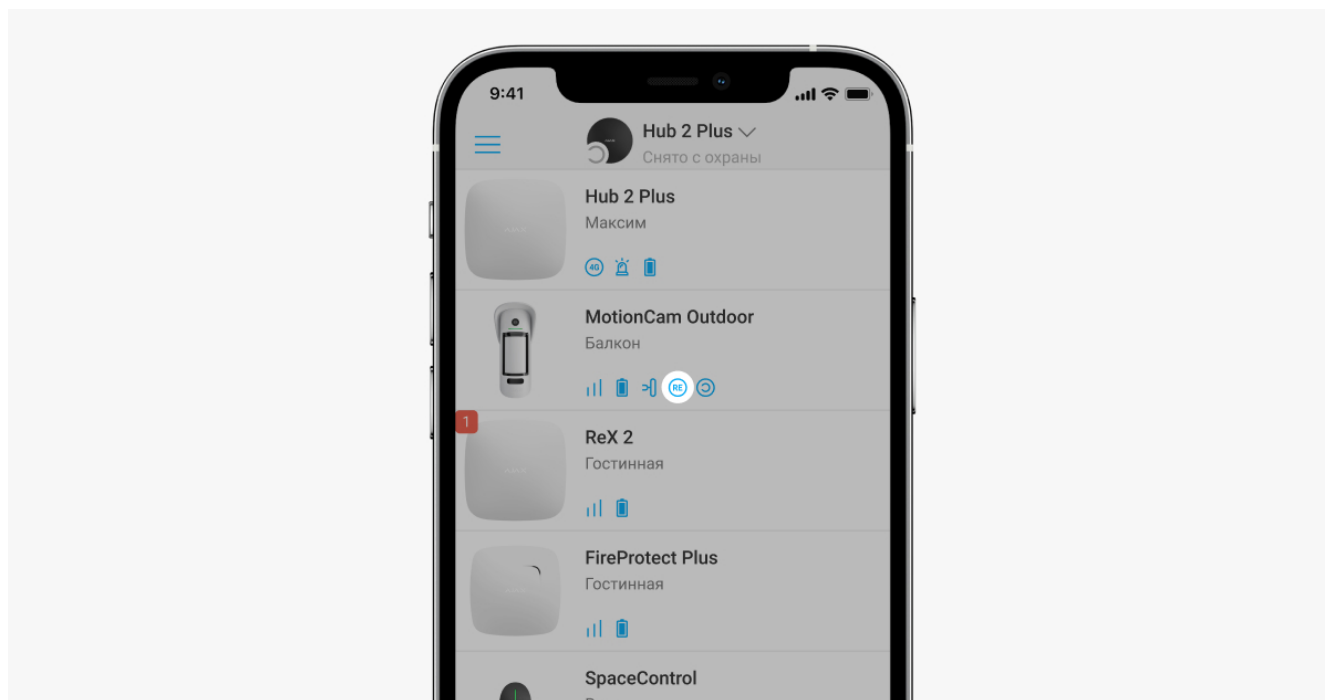 9:41
Hub 2 Plus
Снято с охраны
Hub 2 Plus
Максим
4G
MotionCam Outdoor
Балкон
RE
1
ReX 2
Гостинная
FireProtect Plus
Гостинная
SpaceControl